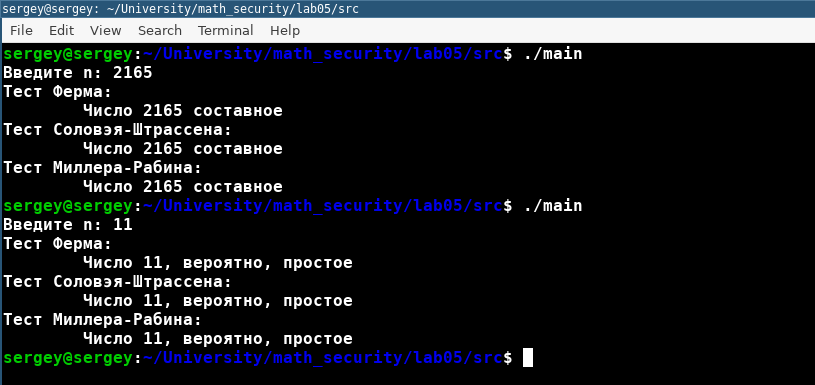 sergey@sergey: ~/University/math_security/lab05/src
File Edit View Search Terminal Help
sergey@sergey:~/University/math_security/lab05/src$ ./main
Введите n: 2165
Тест Ферма:
Число 2165 составное
Тест Соловэя-Штрассена:
Число 2165 составное
Тест Миллера-Рабина:
Число 2165 составное
sergey@sergey:~/University/math_security/lab05/src$ ./main
Введите n: 11
Тест Ферма:
Число 11, вероятно, простое
Тест Соловэя-Штрассена:
Число 11, вероятно, простое
Тест Миллера-Рабина:
Число 11, вероятно, простое
sergey@sergey:~/University/math_security/lab05/src$